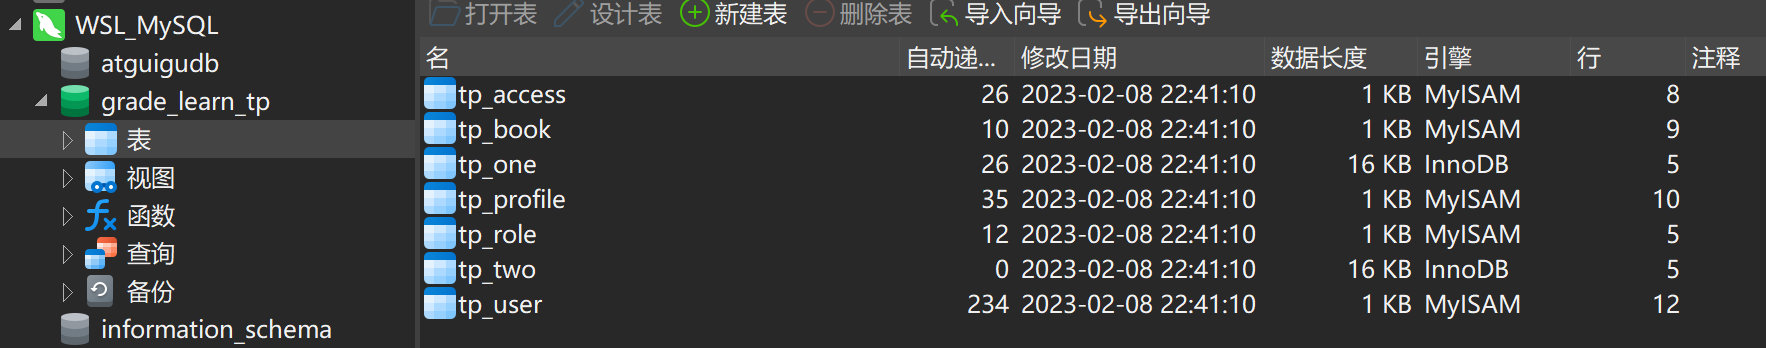 WSL_MySQL
atguigudb
grade_learn_tp
表
视图
函数
查询
备份
information_schema
打开表 设计表 新建表 删除表 导入向导 导出向导
名 自动递... 修改日期 数据长度 引擎 行 注释
tp_access 26 2023-02-08 22:41:10 1 KB MyISAM 8
tp_book 10 2023-02-08 22:41:10 1 KB MyISAM 9
tp_one 26 2023-02-08 22:41:10 16 KB InnoDB 5
tp_profile 35 2023-02-08 22:41:10 1 KB MyISAM 10
tp_role 12 2023-02-08 22:41:10 1 KB MyISAM 5
tp_two 0 2023-02-08 22:41:10 16 KB InnoDB 5
tp_user 234 2023-02-08 22:41:10 1 KB MyISAM 12